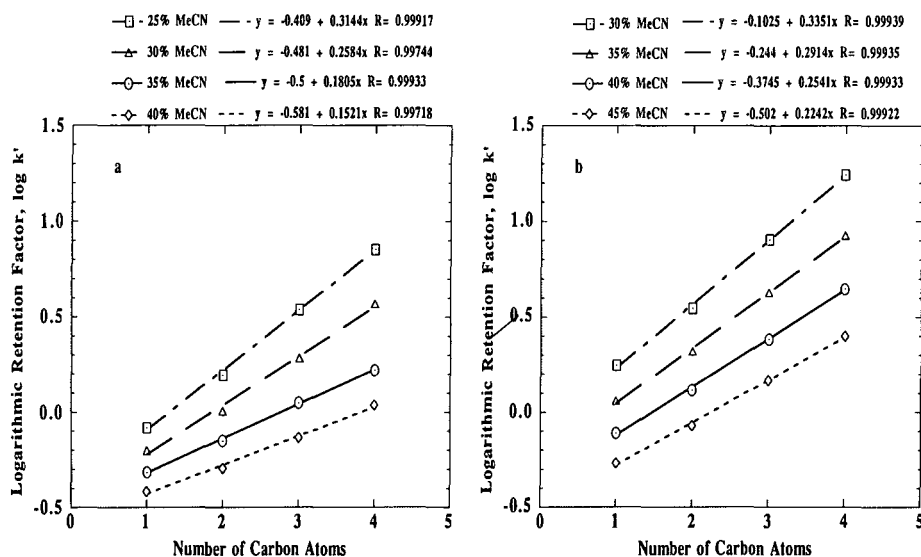 - 25% MeCN - y = -0.409 + 0.3144x R= 0.99917
30% MeCN y = -0.481 + 0.2584x R= 0.99744
35% MeCN y = -0.5 + 0.1805x R= 0.99933
40% MeCN y = -0.581 + 0.1521x R= 0.99718
- 30% MeCN y = -0.1025 + 0.3351x R= 0.99939
35% MeCN y = -0.244 + 0.2914x R= 0.99935
40% MeCN y = -0.3745 + 0.2541x R= 0.99933
45% MeCN y = -0.502 + 0.2242x R= 0.99922
Logarithmic Retention Factor, log k'
1.5
1.0
0.5
0.0
-0.5
a
0 1 2 3 4 5
Number of Carbon Atoms
Logarithmic Retention Factor, log k'
1.5
1.0
0.5
0.0
-0.5
b
0 1 2 3 4 5
Number of Carbon Atoms